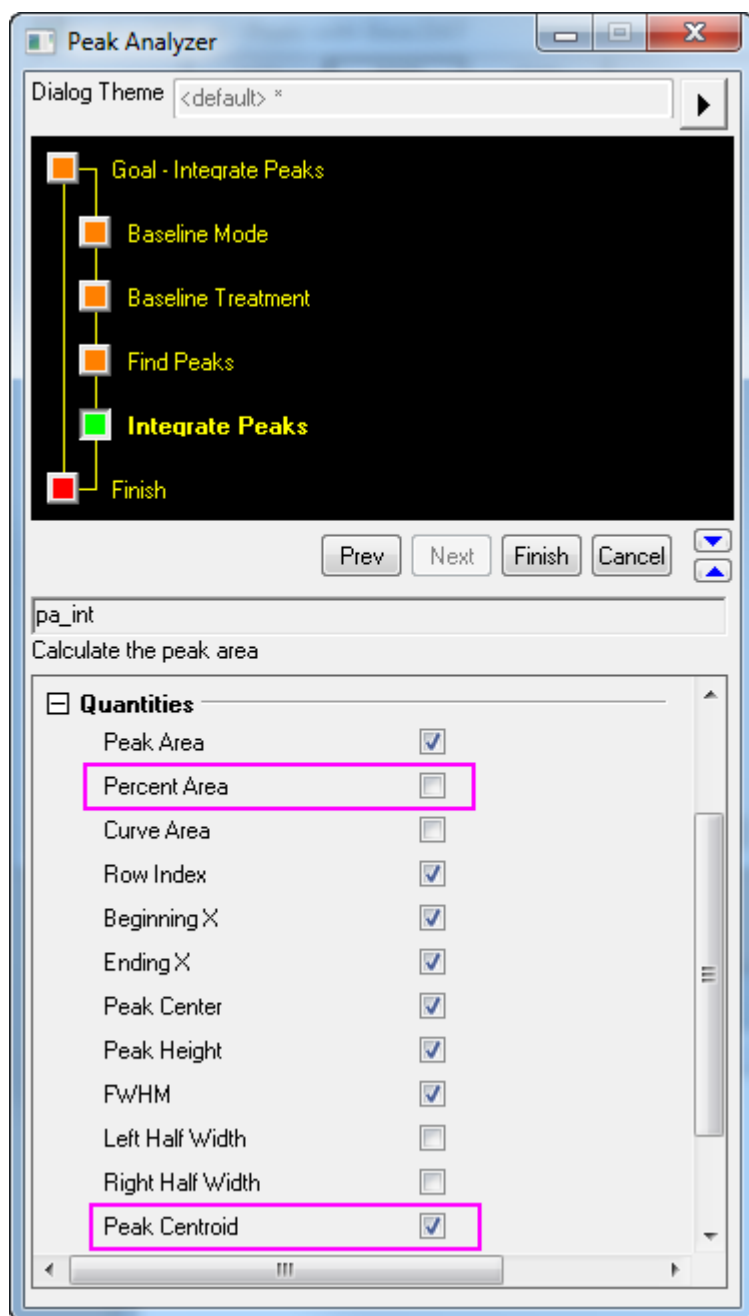 Peak Analyzer
Dialog Theme <default> *
Goal - Integrate Peaks
Baseline Mode
Baseline Treatment
Find Peaks
Integrate Peaks
Finish
Prev Next Finish Cancel
pa_int
Calculate the peak area
Quantities
Peak Area
Percent Area
Curve Area
Row Index
Beginning X
Ending X
Peak Center
Peak Height
FWHM
Left Half Width
Right Half Width
Peak Centroid